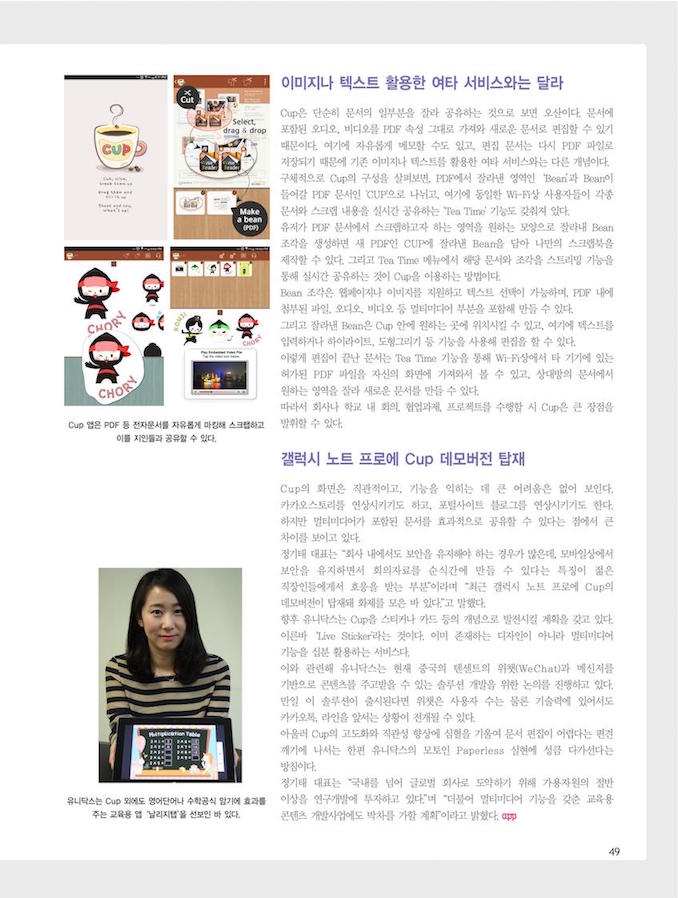 CUP
Cut, click,
break them up
Drag them and
fill it up
Share and say,
what's up!
Cut
Select,
drag & drop
Make
a bean
(PDF)
CHORY
CHORY
KONJI
CHORY
Play Embedded Video File
Cup 앱은 PDF 등 전자문서를 자유롭게 마킹해 스크랩하고
이를 지인들과 공유할 수 있다.
Multiplication Table
유니닥스는 Cup 외에도 영어단어나 수학공식 암기에 효과를
주는 교육용 앱 '날리지탭'을 선보인 바 있다.
이미지나 텍스트 활용한 여타 서비스와는 달라
Cup은 단순히 문서의 일부분을 잘라 공유하는 것으로 보면 오산이다. 문서에
포함된 오디오, 비디오를 PDF 속성 그대로 가져와 새로운 문서로 편집할 수 있기
때문이다. 여기에 자유롭게 메모할 수도 있고, 편집 문서는 다시 PDF 파일로
저장되기 때문에 기존 이미지나 텍스트를 활용한 여타 서비스와는 다른 개념이다.
구체적으로 Cup의 구성을 살펴보면, PDF에서 잘라낸 영역인 'Bean'과 Bean이
들어갈 PDF 문서인 'CUP'으로 나뉘고, 여기에 동일한 Wi-Fi상 사용자들이 각종
문서와 스크랩 내용을 실시간 공유하는 'Tea Time' 기능도 갖춰져 있다.
유저가 PDF 문서에서 스크랩하고자 하는 영역을 원하는 모양으로 잘라내 Bean
조각을 생성하면 새 PDF인 CUP에 잘라낸 Bean을 담아 나만의 스크랩북을
제작할 수 있다. 그리고 Tea Time 메뉴에서 해당 문서와 조각을 스트리밍 기능을
통해 실시간 공유하는 것이 Cup을 이용하는 방법이다.
Bean 조각은 웹페이지나 이미지를 지원하고 텍스트 선택이 가능하며, PDF 내에
첨부된 파일, 오디오, 비디오 등 멀티미디어 부분을 포함해 만들 수 있다.
그리고 잘라낸 Bean은 Cup 안에 원하는 곳에 위치시킬 수 있고, 여기에 텍스트를
입력하거나 하이라이트, 도형그리기 등 기능을 사용해 편집을 할 수 있다.
이렇게 편집이 끝난 문서는 Tea Time 기능을 통해 Wi-Fi상에서 타 기기에 있는
허가된 PDF 파일을 자신의 화면에 가져와서 볼 수 있고, 상대방의 문서에서
원하는 영역을 잘라 새로운 문서를 만들 수 있다.
따라서 회사나 학교 내 회의, 협업과제, 프로젝트를 수행할 시 Cup은 큰 장점을
발휘할 수 있다.
갤럭시 노트 프로에 Cup 데모버전 탑재
Cup의 화면은 직관적이고, 기능을 익히는 데 큰 어려움은 없어 보인다.
카카오스토리를 연상시키기도 하고, 포털사이트 블로그를 연상시키기도 한다.
하지만 멀티미디어가 포함된 문서를 효과적으로 공유할 수 있다는 점에서 큰
차이를 보이고 있다.
정기태 대표는 "회사 내에서도 보안을 유지해야 하는 경우가 많은데, 모바일상에서
보안을 유지하면서 회의자료를 순식간에 만들 수 있다는 특징이 젊은
직장인들에게서 호응을 받는 부분"이라며 "최근 갤럭시 노트 프로에 Cup의
데모버전이 탑재돼 화제를 모은 바 있다."고 말했다.
향후 유니닥스는 Cup을 스티커나 카드 등의 개념으로 발전시킬 계획을 갖고 있다.
이른바 'Live Sticker'라는 것이다. 이미 존재하는 디자인이 아니라 멀티미디어
기능을 십분 활용하는 서비스다.
이와 관련해 유니닥스는 현재 중국의 텐센트의 위챗(WeChat)과 메신저를
기반으로 콘텐츠를 주고받을 수 있는 솔루션 개발을 위한 논의를 진행하고 있다.
만일 이 솔루션이 출시된다면 위챗은 사용자 수는 물론 기술력에 있어서도
카카오톡, 라인을 앞서는 상황이 전개될 수 있다.
아울러 Cup의 고도화와 직관성 향상에 심혈을 기울여 문서 편집이 어렵다는 편견
깨기에 나서는 한편 유니닥스의 모토인 Paperless 실현에 성큼 다가선다는
방침이다.
정기태 대표는 "국내를 넘어 글로벌 회사로 도약하기 위해 가용자원의 절반
이상을 연구개발에 투자하고 있다."며 "더불어 멀티미디어 기능을 갖춘 교육용
콘텐츠 개발사업에도 박차를 가할 계획"이라고 밝혔다. app
49